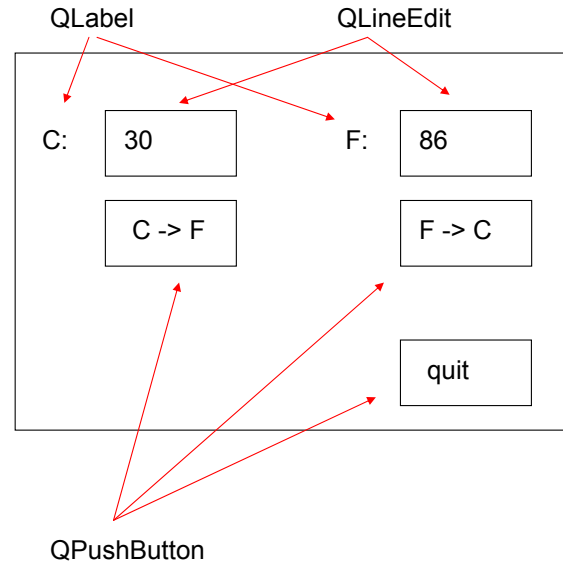 QLabel QLineEdit
C: 30 F: 86
C -> F F -> C
quit
QPushButton